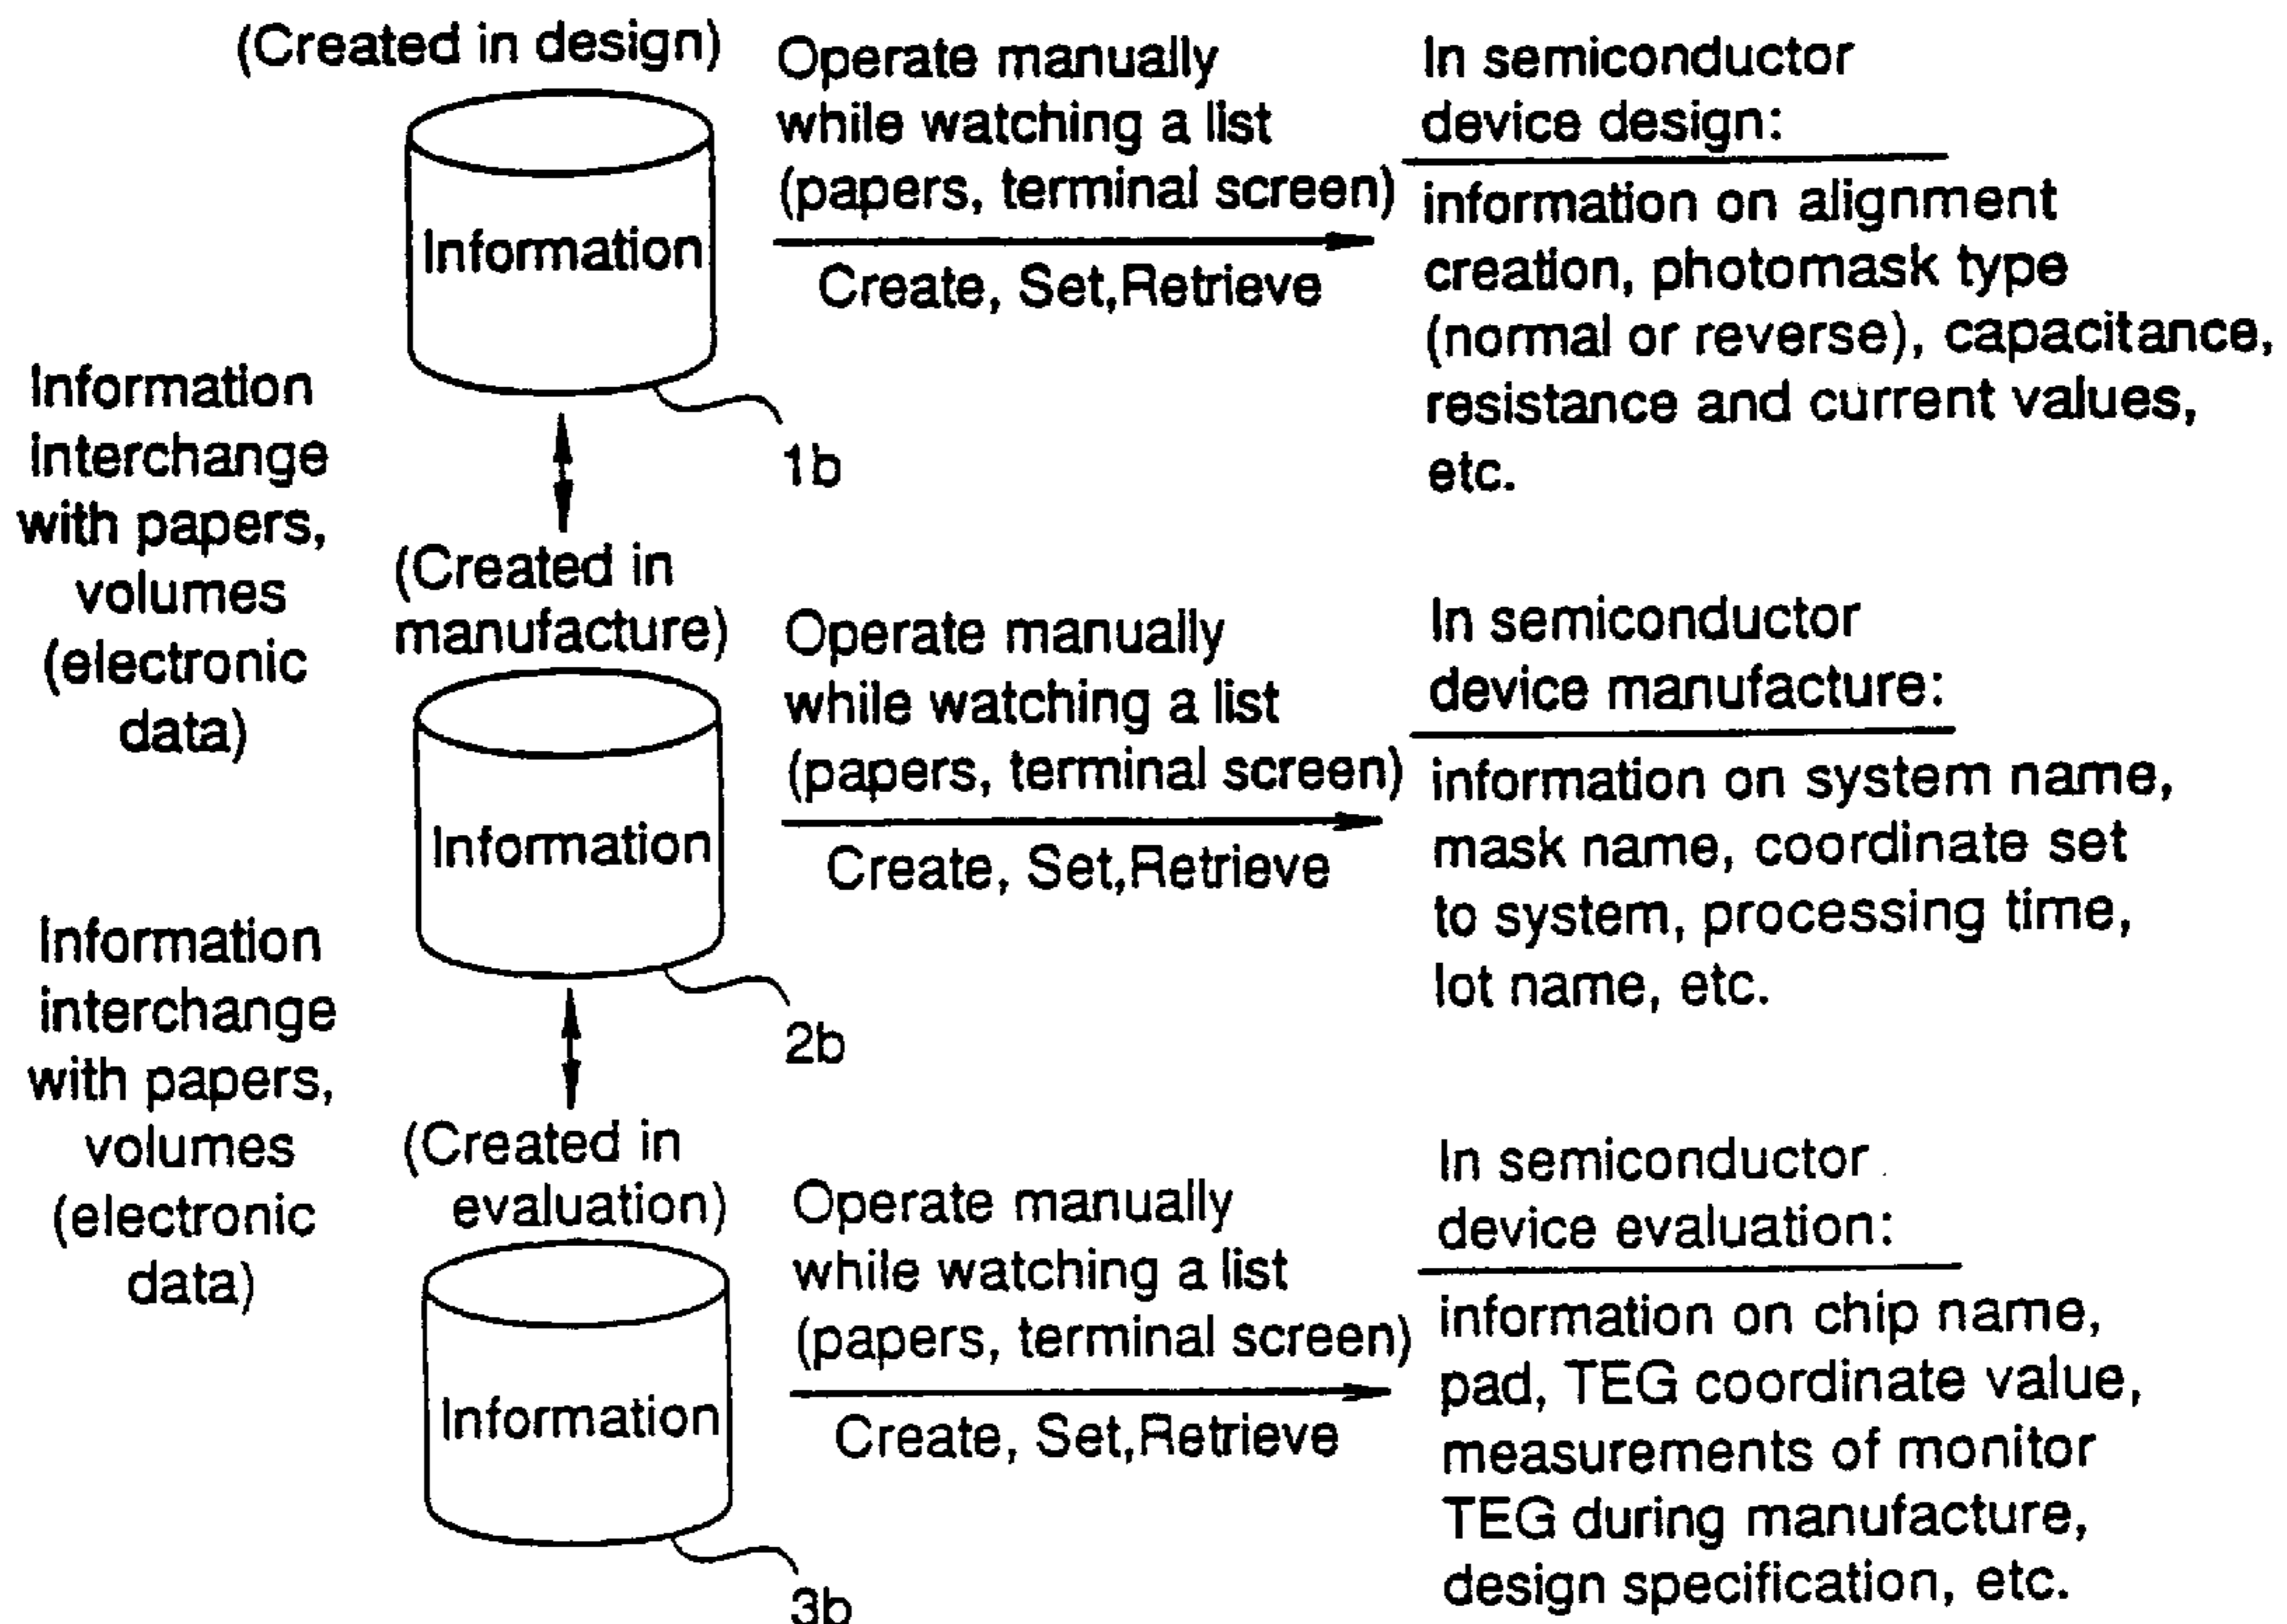 (Created in design)
Operate manually
while watching a list
(papers, terminal screen)
Create, Set,Retrieve
In semiconductor
device design:
information on alignment
creation, photomask type
(normal or reverse), capacitance,
resistance and current values,
etc.
Information
1b
Information
interchange
with papers,
volumes
(electronic
data)
(Created in
manufacture)
Operate manually
while watching a list
(papers, terminal screen)
Create, Set,Retrieve
In semiconductor
device manufacture:
information on system name,
mask name, coordinate set
to system, processing time,
lot name, etc.
Information
2b
Information
interchange
with papers,
volumes
(electronic
data)
(Created in
evaluation)
Operate manually
while watching a list
(papers, terminal screen)
Create, Set,Retrieve
In semiconductor
device evaluation:
information on chip name,
pad, TEG coordinate value,
measurements of monitor
TEG during manufacture,
design specification, etc.
Information
3b